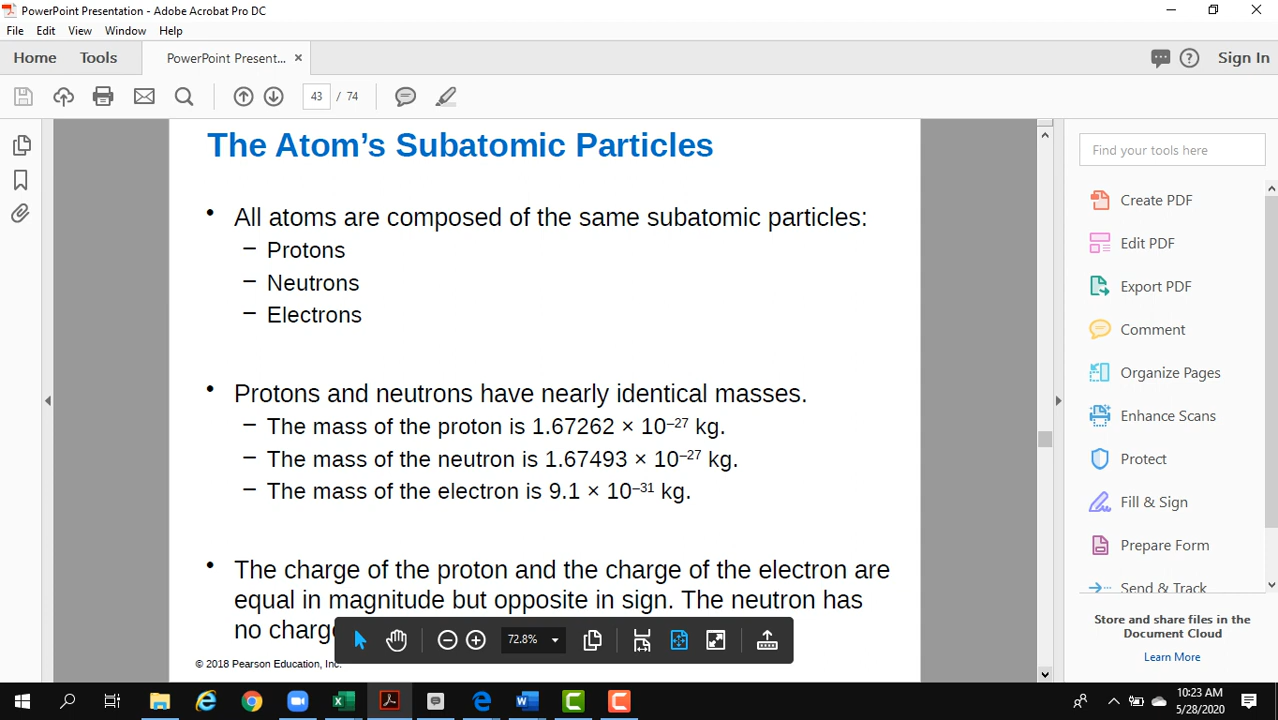 PowerPoint Presentation - Adobe Acrobat Pro DC
File Edit View Window Help
Home Tools PowerPoint Present... × Sign In
43 / 74
The Atom’s Subatomic Particles
Find your tools here
Create PDF
Edit PDF
Export PDF
Comment
Organize Pages
Enhance Scans
Protect
Fill & Sign
Prepare Form
Send & Track
Store and share files in the
Document Cloud
Learn More
• All atoms are composed of the same subatomic particles:
– Protons
– Neutrons
– Electrons
• Protons and neutrons have nearly identical masses.
– The mass of the proton is 1.67262 × 10⁻²⁷ kg.
– The mass of the neutron is 1.67493 × 10⁻²⁷ kg.
– The mass of the electron is 9.1 × 10⁻³¹ kg.
• The charge of the proton and the charge of the electron are
equal in magnitude but opposite in sign. The neutron has
no charg
72.8%
© 2018 Pearson Education, Inc.
10:23 AM
5/28/2020